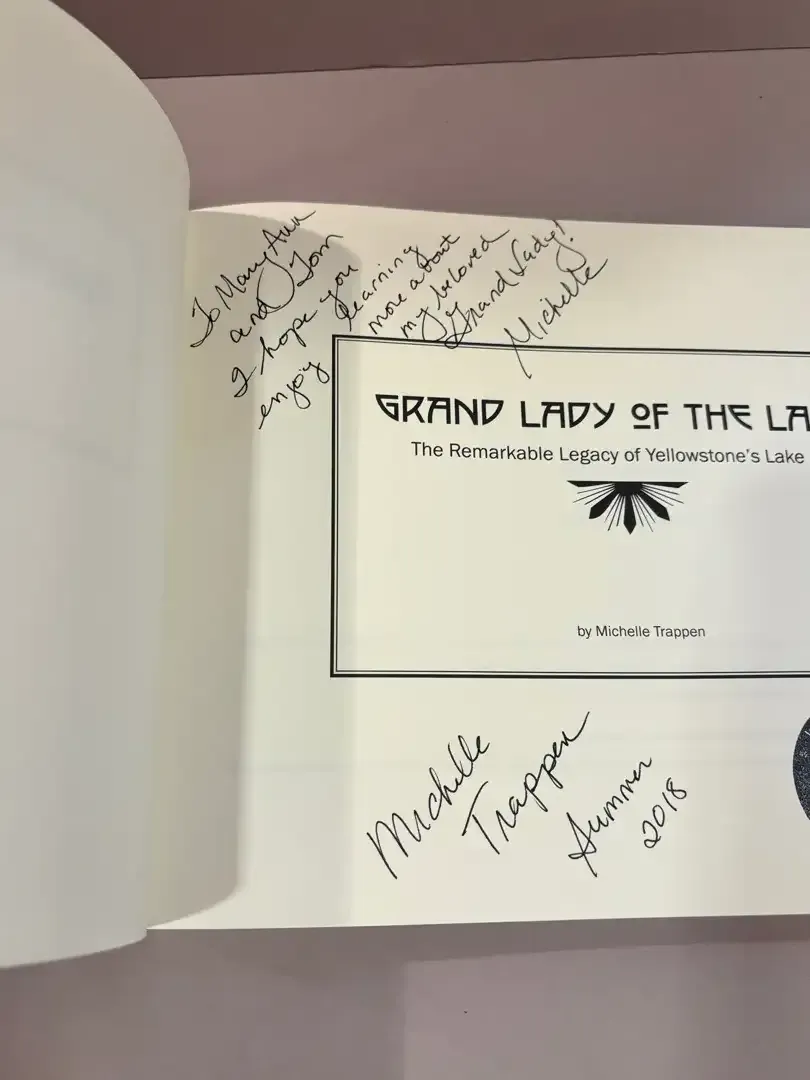 To Mary Ann
and Tom
I hope you
enjoy learning
more about
my beloved
Grand Lady!
Michelle
GRAND LADY OF THE LA
The Remarkable Legacy of Yellowstone's Lake
by Michelle Trappen
Michelle
Trappen
Summer
2018